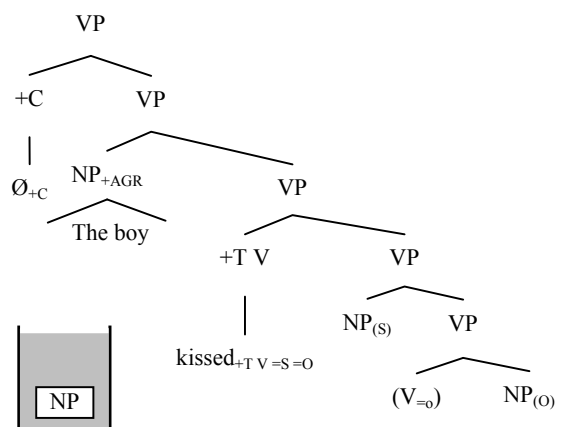 VP
+C VP
Ø+C NP+AGR VP
The boy
+T V VP
NP(S) VP
kissed+T V =S =O
NP (V=o) NP(O)